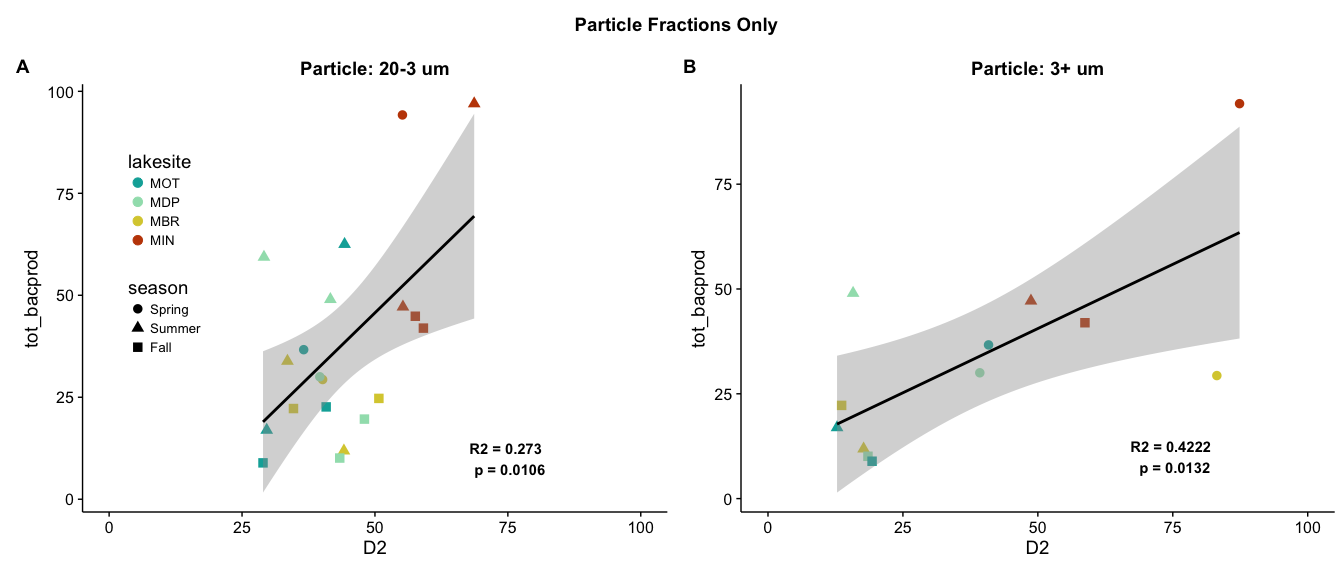 Particle Fractions Only
A
Particle: 20-3 um
100
75
50
25
0
tot_bacprod
lakesite
MOT
MDP
MBR
MIN
season
Spring
Summer
Fall
R2 = 0.273
p = 0.0106
0 25 50 75 100
D2
B
Particle: 3+ um
75
50
25
0
tot_bacprod
R2 = 0.4222
p = 0.0132
0 25 50 75 100
D2